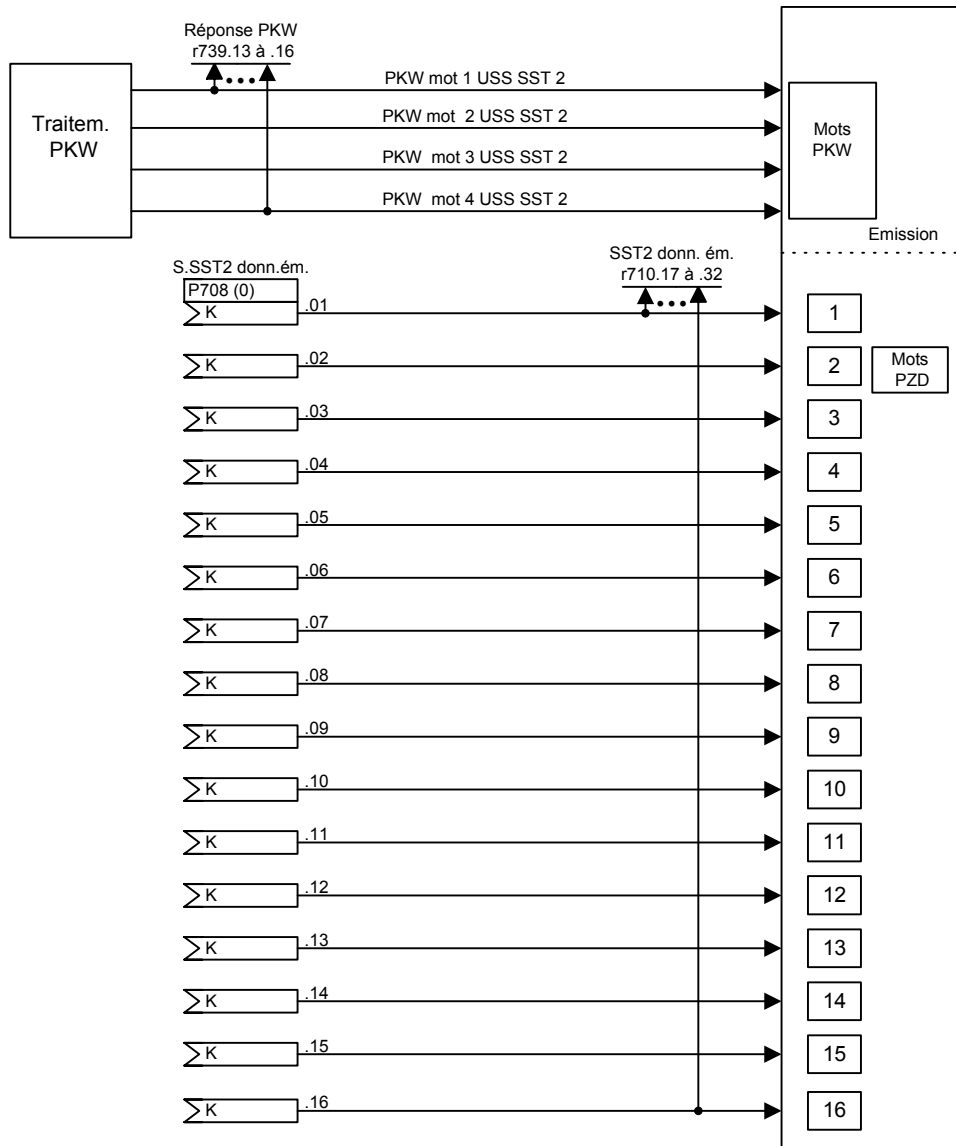 Réponse PKW
r739.13 à .16
Traitem.
PKW
PKW mot 1 USS SST 2
PKW mot 2 USS SST 2
PKW mot 3 USS SST 2
PKW mot 4 USS SST 2
Mots
PKW
Emission
S.SST2 donn.ém.
P708 (0)
SST2 donn. ém.
r710.17 à .32
K .01 1
K .02 2
Mots
PZD
K .03 3
K .04 4
K .05 5
K .06 6
K .07 7
K .08 8
K .09 9
K .10 10
K .11 11
K .12 12
K .13 13
K .14 14
K .15 15
K .16 16